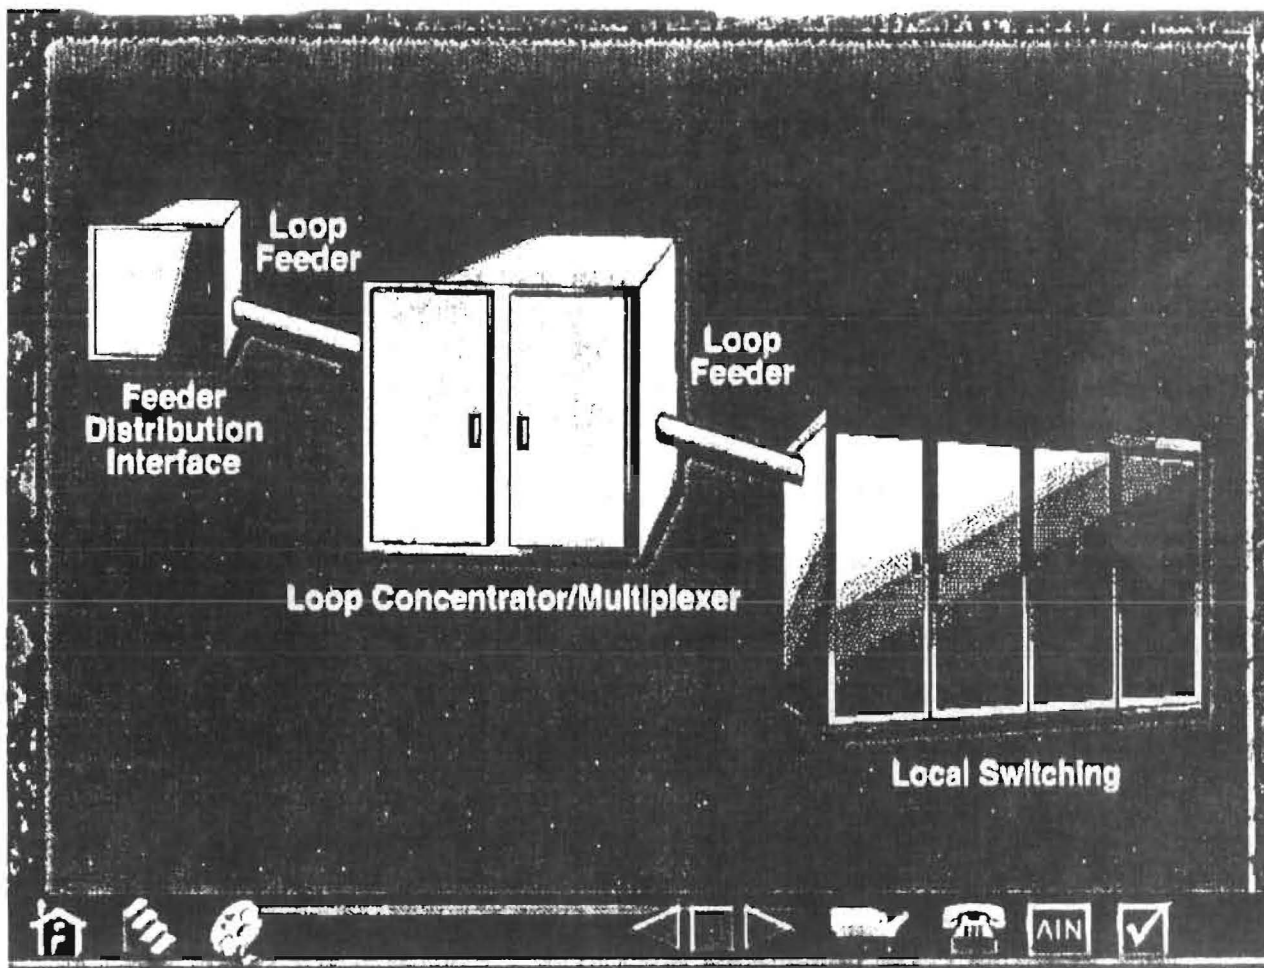 Loop
Feeder
Feeder
Distribution
Interface
Loop
Feeder
Loop Concentrator/Multiplexer
Local Switching
AIN